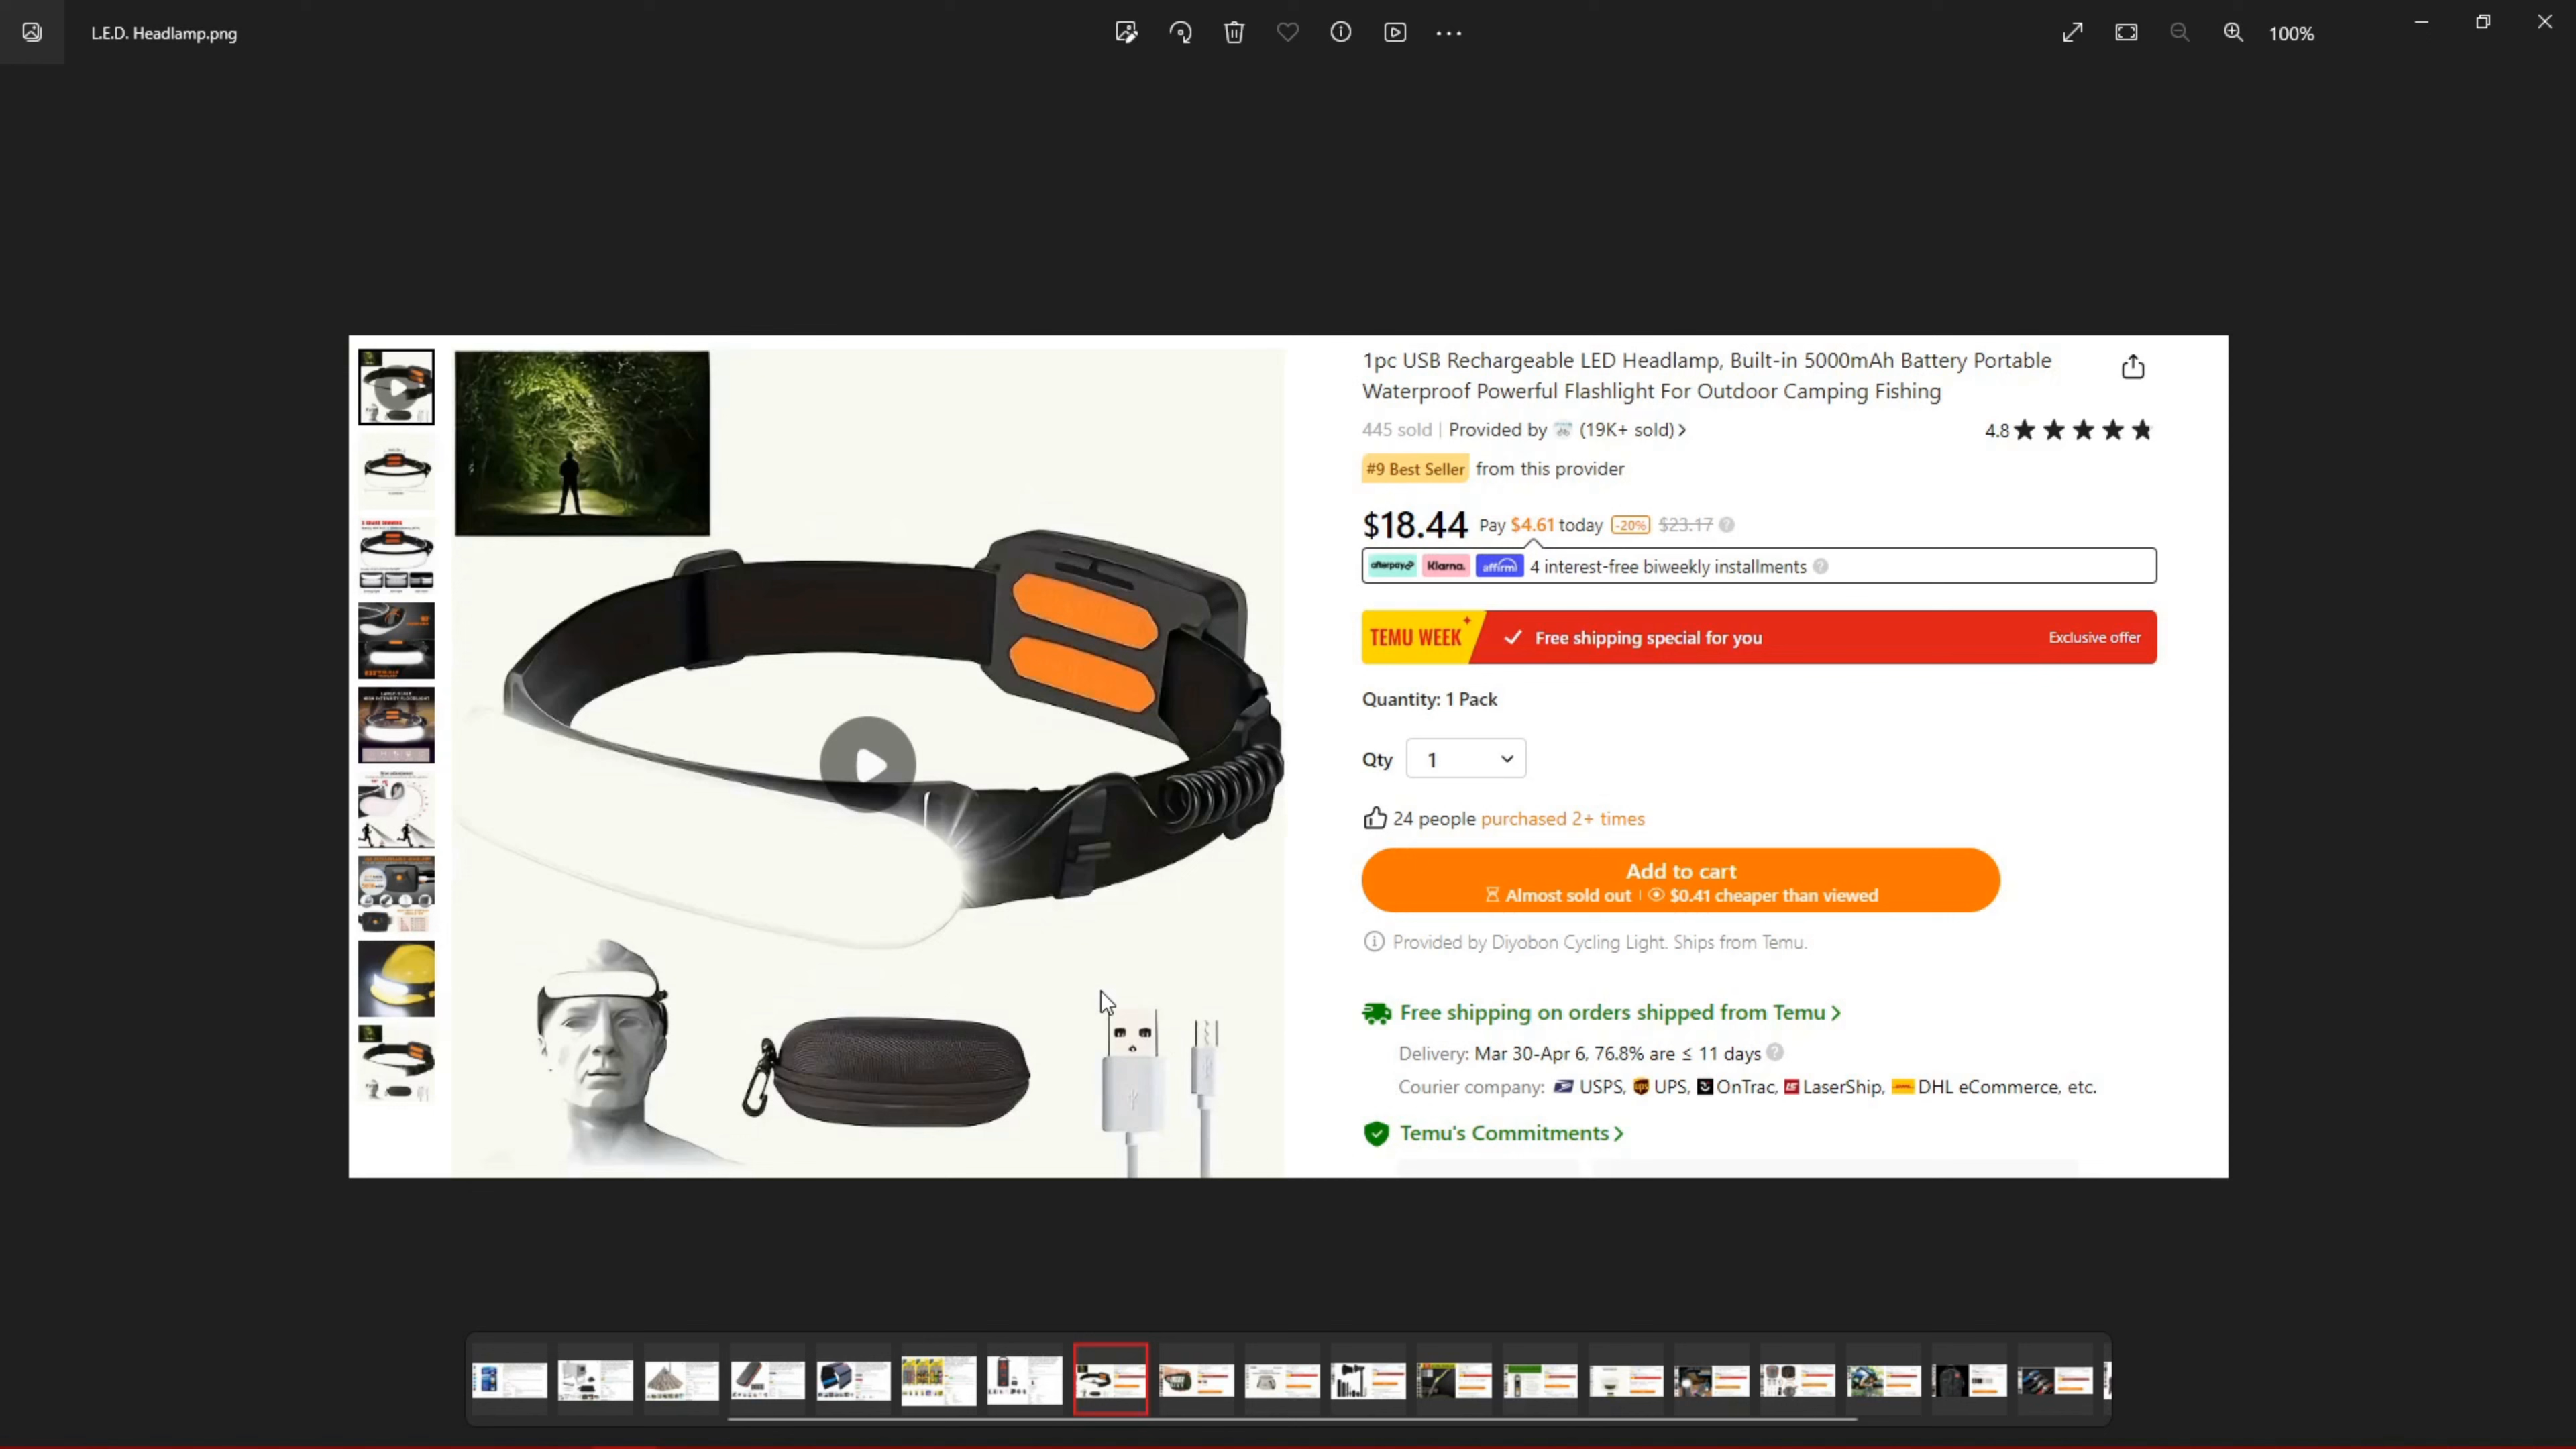 L.E.D. Headlamp.png
100%
1pc USB Rechargeable LED Headlamp, Built-in 5000mAh Battery Portable
Waterproof Powerful Flashlight For Outdoor Camping Fishing
445 sold | Provided by (19K+ sold) >
4.8
#9 Best Seller from this provider
$18.44 Pay $4.61 today -20% $23.17
afterpay Klarna. affirm 4 interest-free biweekly installments
TEMU WEEK Free shipping special for you Exclusive offer
Quantity: 1 Pack
Qty 1
24 people purchased 2+ times
Add to cart
Almost sold out | $0.41 cheaper than viewed
Provided by Diyobon Cycling Light. Ships from Temu.
Free shipping on orders shipped from Temu >
Delivery: Mar 30-Apr 6, 76.8% are ≤ 11 days
Courier company: USPS, UPS, OnTrac, LaserShip, DHL eCommerce, etc.
Temu's Commitments >